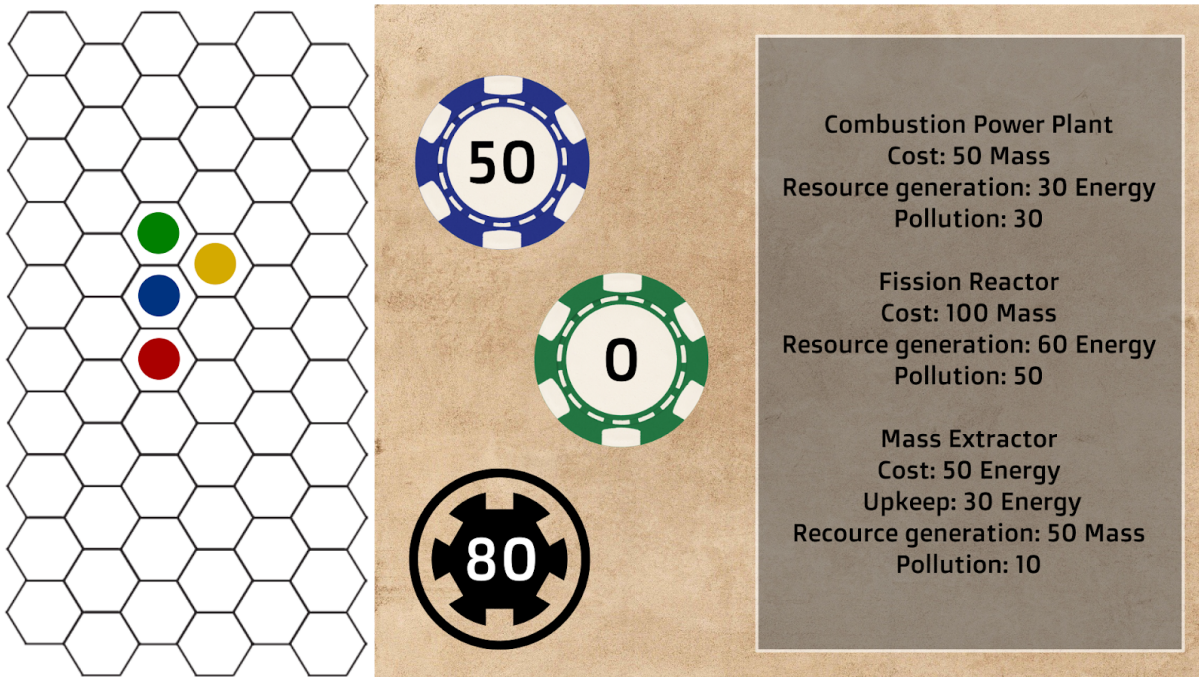 50
0
80
Combustion Power Plant
Cost: 50 Mass
Resource generation: 30 Energy
Pollution: 30
Fission Reactor
Cost: 100 Mass
Resource generation: 60 Energy
Pollution: 50
Mass Extractor
Cost: 50 Energy
Upkeep: 30 Energy
Recource generation: 50 Mass
Pollution: 10